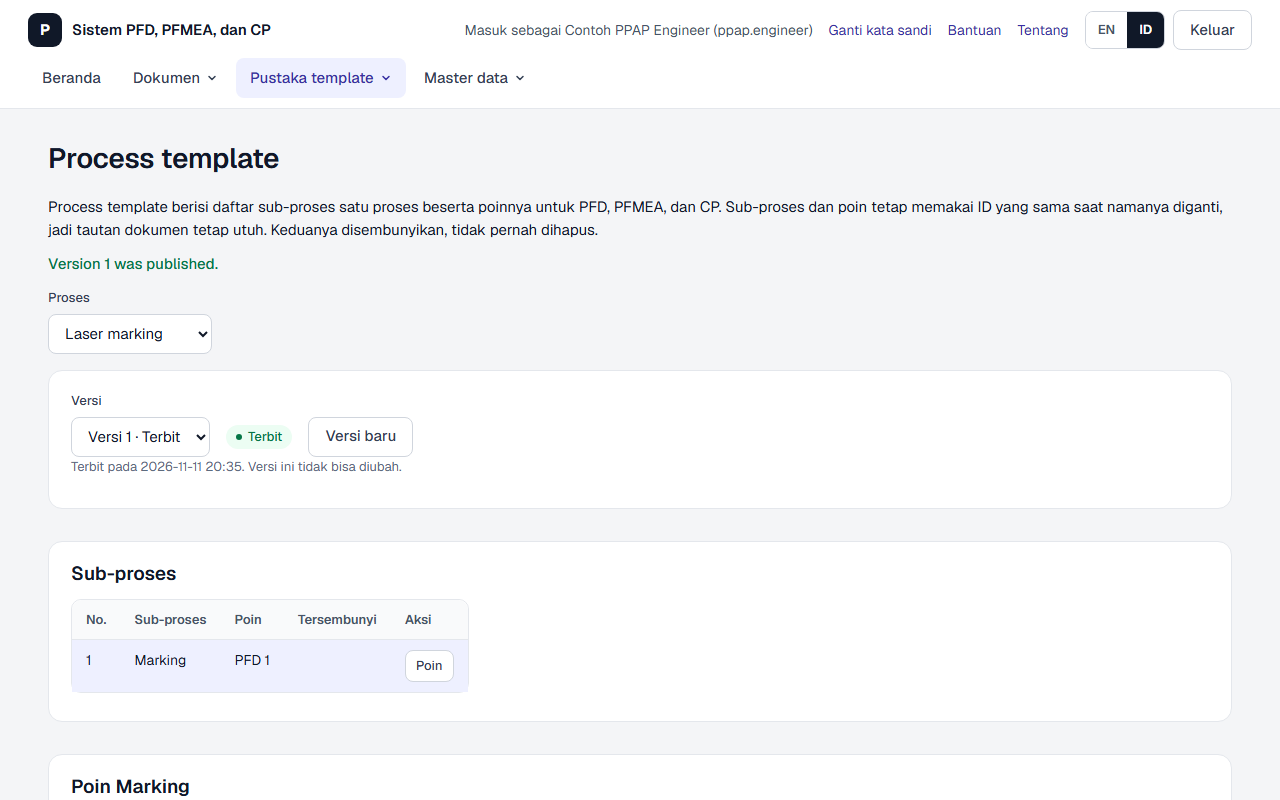 P Sistem PFD, PFMEA, dan CP
Masuk sebagai Contoh PPAP Engineer (ppap.engineer) Ganti kata sandi Bantuan Tentang EN ID Keluar
Beranda Dokumen Pustaka template Master data
Process template
Process template berisi daftar sub-proses satu proses beserta poinnya untuk PFD, PFMEA, dan CP. Sub-proses dan poin tetap memakai ID yang sama saat namanya diganti,
jadi tautan dokumen tetap utuh. Keduanya disembunyikan, tidak pernah dihapus.
Version 1 was published.
Proses
Laser marking
Versi
Versi 1 · Terbit Terbit Versi baru
Terbit pada 2026-11-11 20:35. Versi ini tidak bisa diubah.
Sub-proses
No. Sub-proses Poin Tersembunyi Aksi
1 Marking PFD 1 Poin
Poin Marking